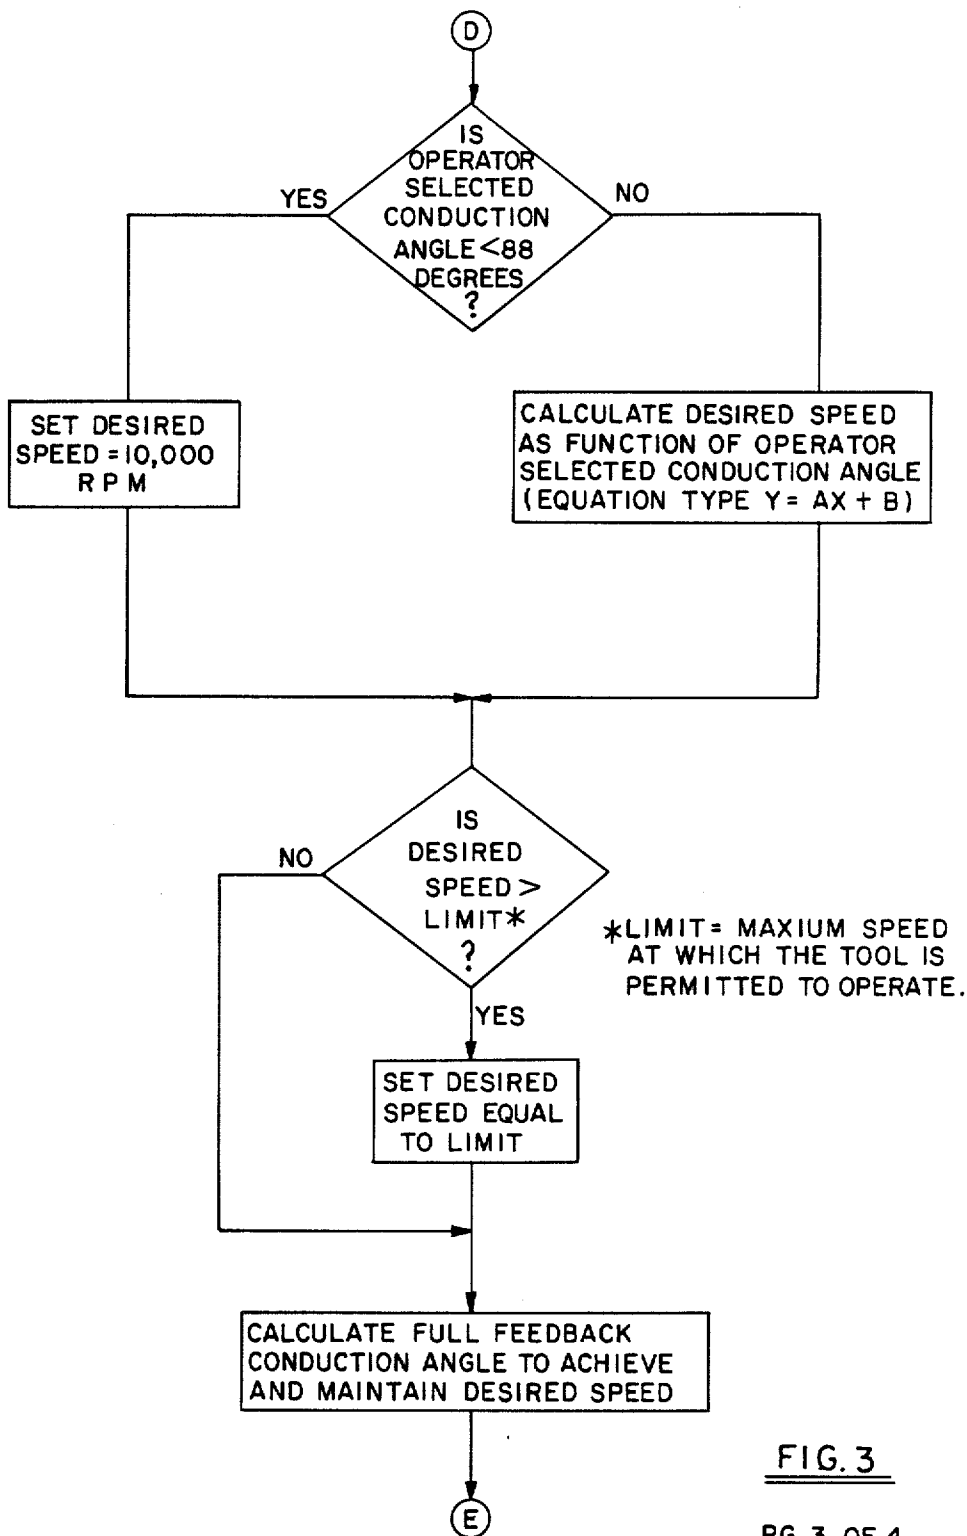 D
IS
OPERATOR
SELECTED
CONDUCTION
ANGLE <88
DEGREES
?
YES
NO
SET DESIRED
SPEED = 10,000
RPM
CALCULATE DESIRED SPEED
AS FUNCTION OF OPERATOR
SELECTED CONDUCTION ANGLE
(EQUATION TYPE Y = AX + B)
IS
DESIRED
SPEED >
LIMIT*
?
NO
YES
*LIMIT = MAXIUM SPEED
AT WHICH THE TOOL IS
PERMITTED TO OPERATE.
SET DESIRED
SPEED EQUAL
TO LIMIT
CALCULATE FULL FEEDBACK
CONDUCTION ANGLE TO ACHIEVE
AND MAINTAIN DESIRED SPEED
E
FIG. 3
PG. 3 OF 4